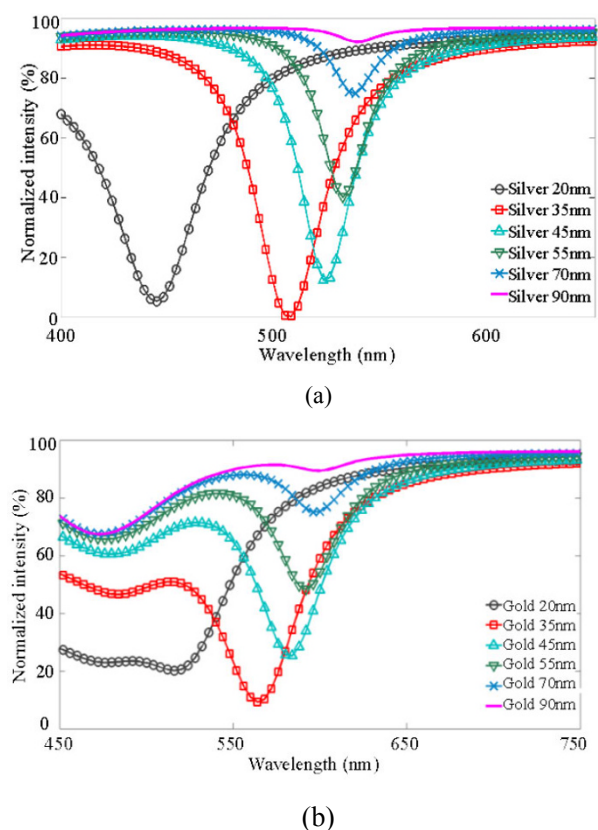 100
80
60
40
20
0
Normalized intensity (%)
Silver 20nm
Silver 35nm
Silver 45nm
Silver 55nm
Silver 70nm
Silver 90nm
400 500 600
Wavelength (nm)
(a)
100
80
60
40
20
0
Normalized intensity (%)
Gold 20nm
Gold 35nm
Gold 45nm
Gold 55nm
Gold 70nm
Gold 90nm
450 550 650 750
Wavelength (nm)
(b)